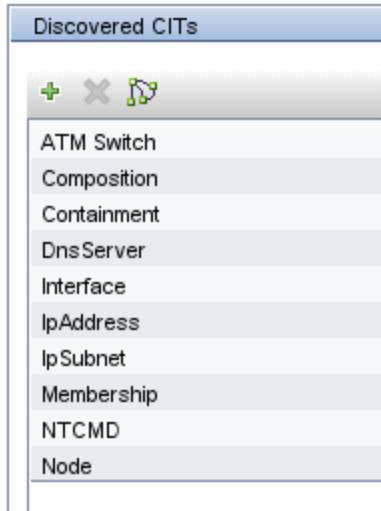 Discovered CITs
ATM Switch
Composition
Containment
DnsServer
Interface
IpAddress
IpSubnet
Membership
NTCMD
Node